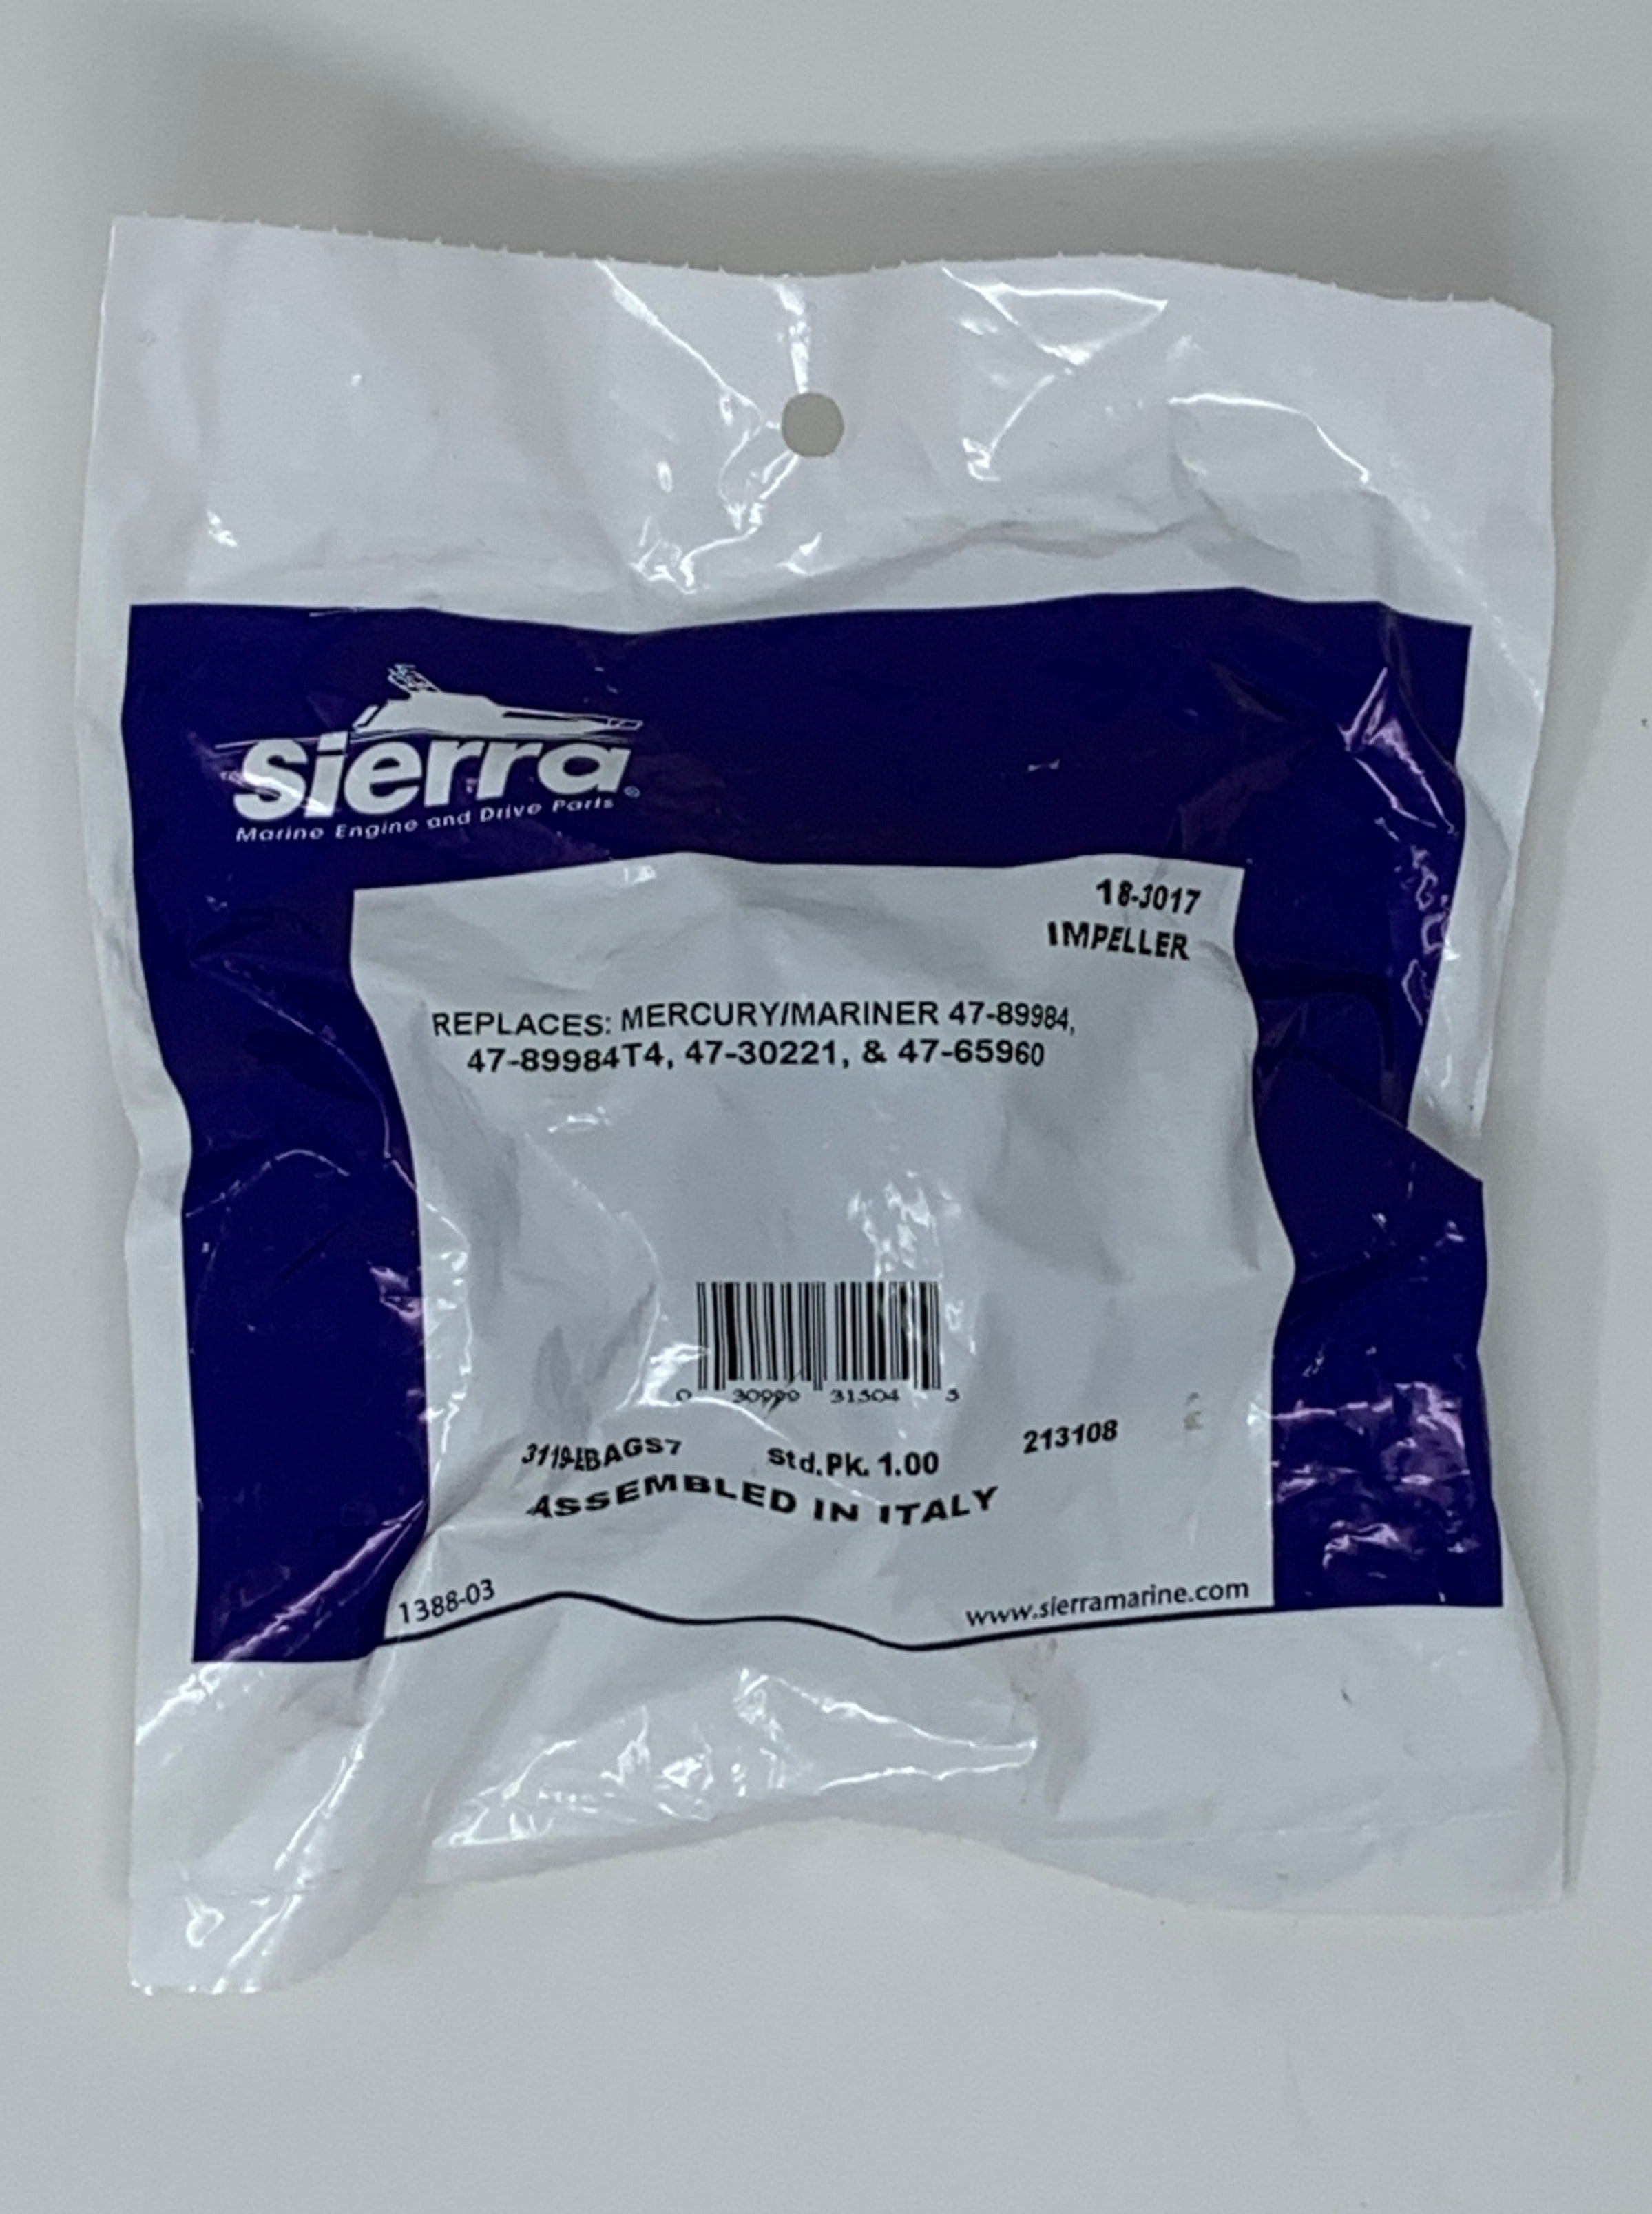 sierra®
Marine Engine and Drive Parts
18-3017
IMPELLER
REPLACES: MERCURY/MARINER 47-89984,
47-89984T4, 47-30221, & 47-65960
0 30999 31504 3
Std.Pk. 1.00
213108
ASSEMBLED IN ITALY
1388-03
www.sierramarine.com